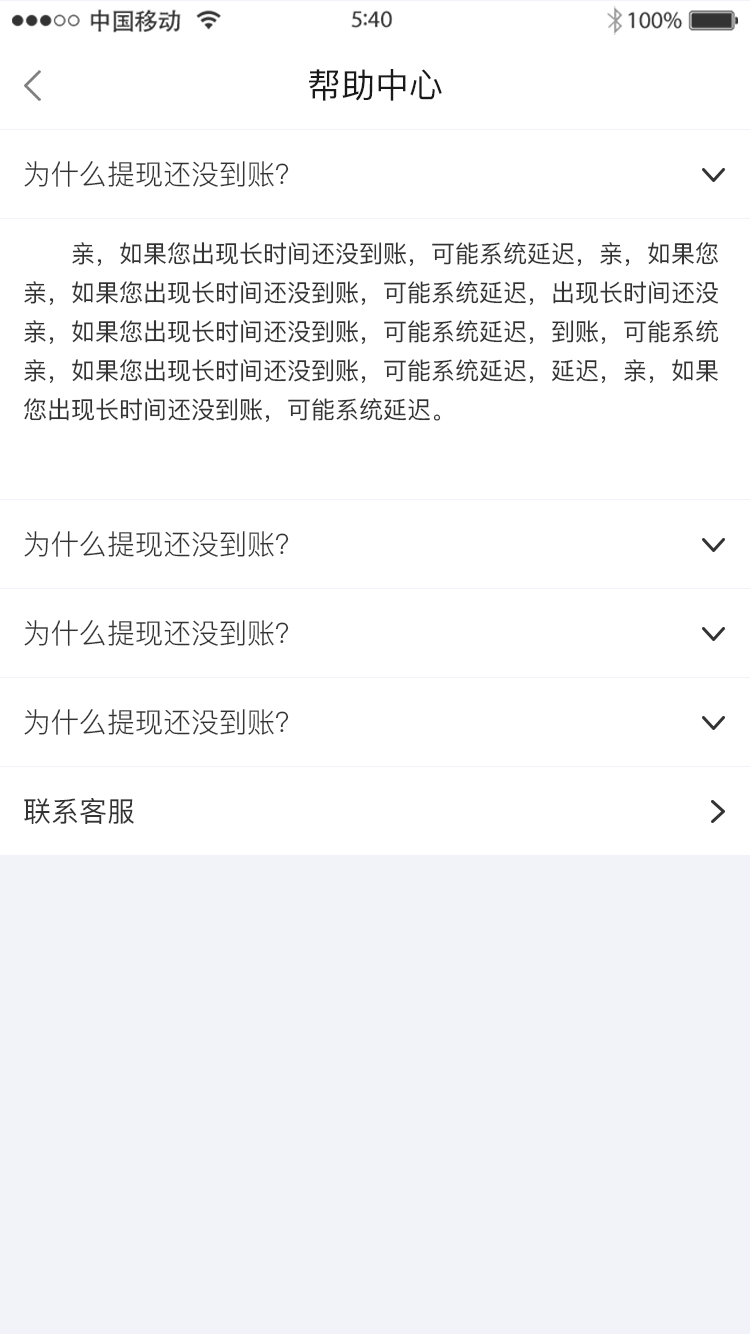 中国移动 5:40 100%
帮助中心
为什么提现还没到账?
亲，如果您出现长时间还没到账，可能系统延迟，亲，如果您
亲，如果您出现长时间还没到账，可能系统延迟，出现长时间还没
亲，如果您出现长时间还没到账，可能系统延迟，到账，可能系统
亲，如果您出现长时间还没到账，可能系统延迟，延迟，亲，如果
您出现长时间还没到账，可能系统延迟。
为什么提现还没到账?
为什么提现还没到账?
为什么提现还没到账?
联系客服